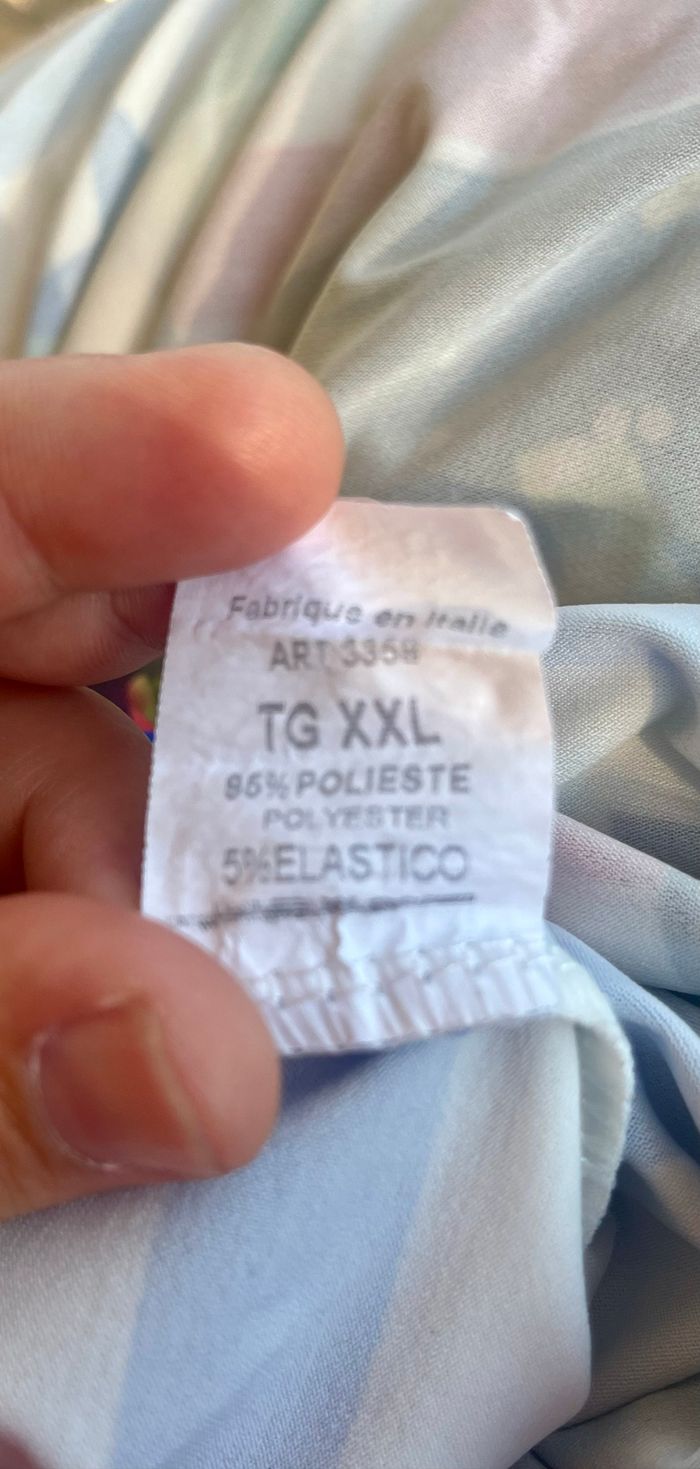 Fabrique en Italie
ART 3358
TG XXL
95% POLIESTE
POLYESTER
5% ELASTICO